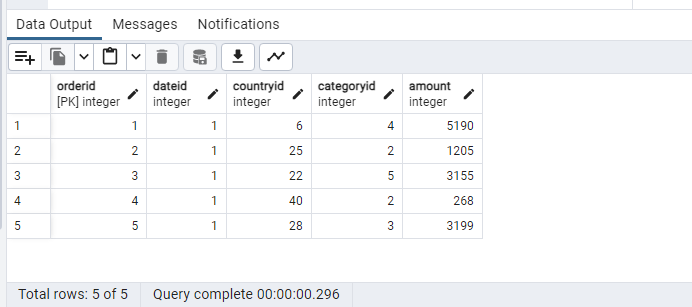 Data Output Messages Notifications
orderid dateid countryid categoryid amount
[PK] integer integer integer integer integer
1 1 1 6 4 5190
2 2 1 25 2 1205
3 3 1 22 5 3155
4 4 1 40 2 268
5 5 1 28 3 3199
Total rows: 5 of 5 Query complete 00:00:00.296